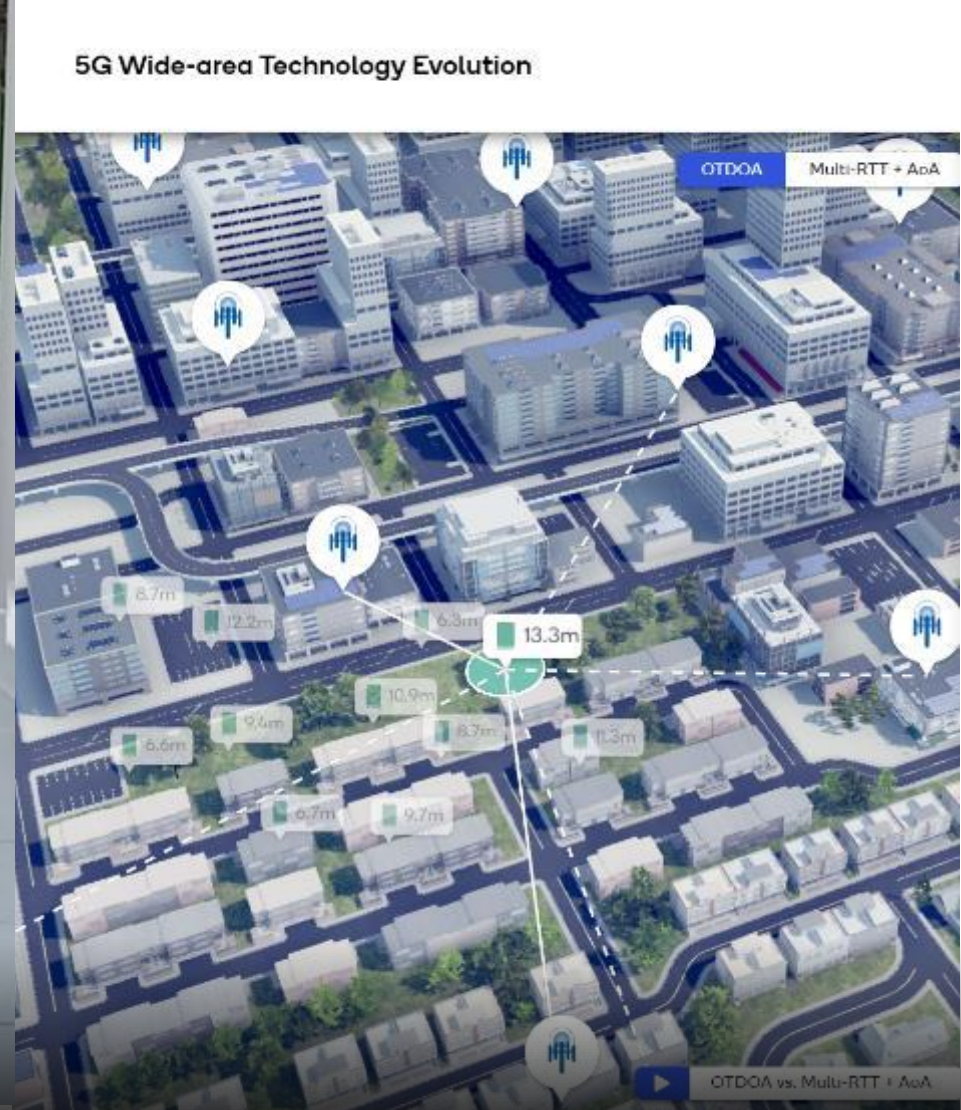 5G Wide-area Technology Evolution
OTDOA Multi-RTT + AoA
8.7m
12.2m
6.3m
13.3m
10.9m
9.4m
8.7m
11.3m
6.6m
6.7m
9.7m
OTDOA vs. Multi-RTT + AoA